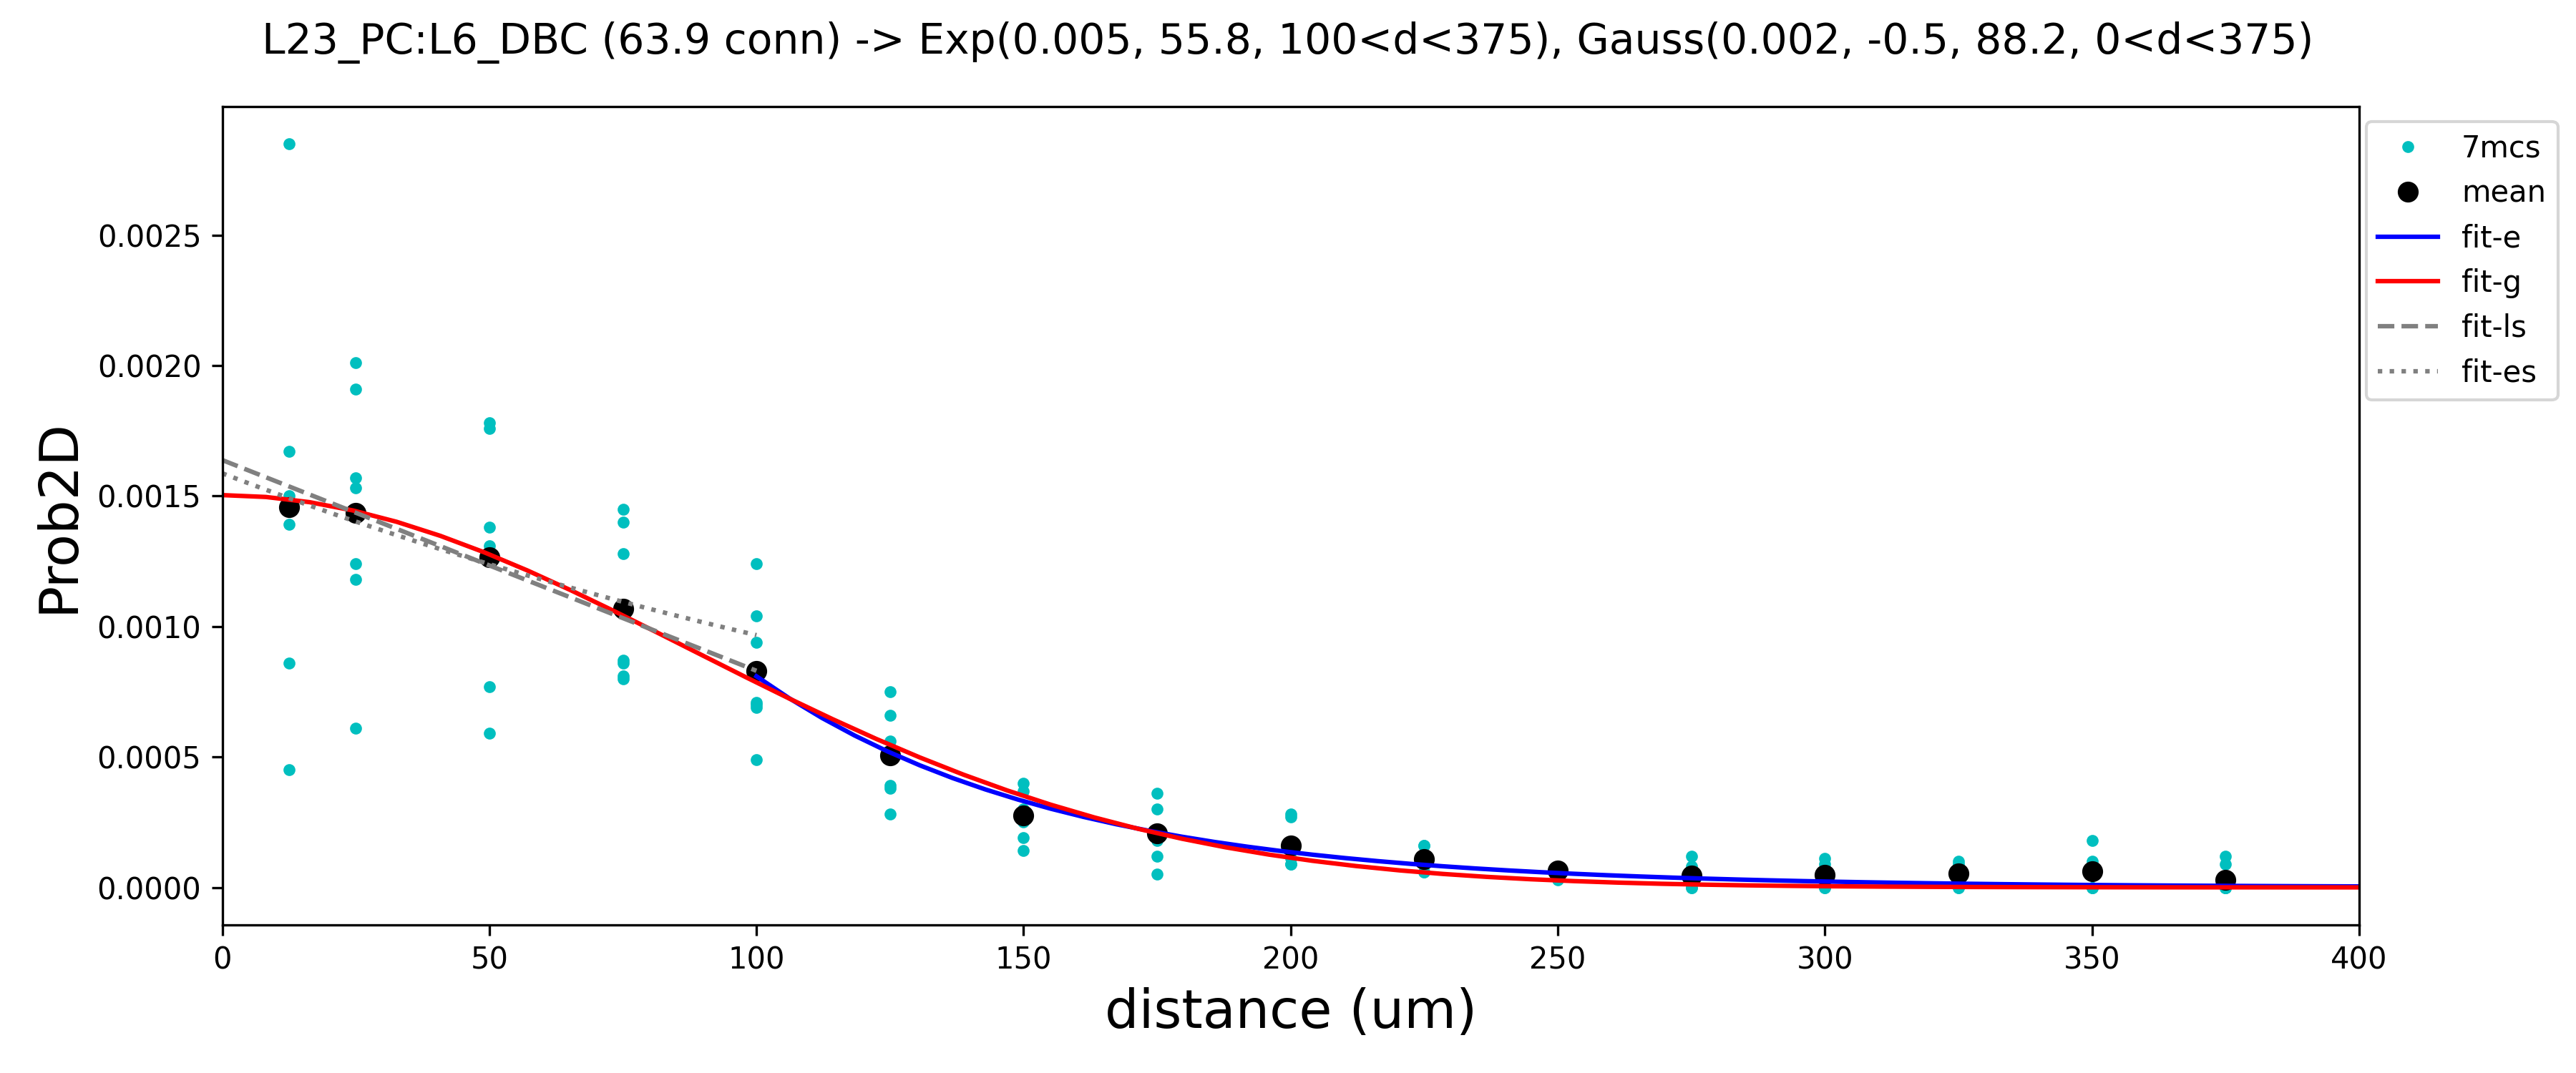 L23_PC:L6_DBC (63.9 conn) -> Exp(0.005, 55.8, 100<d<375), Gauss(0.002, -0.5, 88.2, 0<d<375)
7mcs
mean
fit-e
fit-g
fit-ls
fit-es
Prob2D
0.0025
0.0020
0.0015
0.0010
0.0005
0.0000
0 50 100 150 200 250 300 350 400
distance (um)